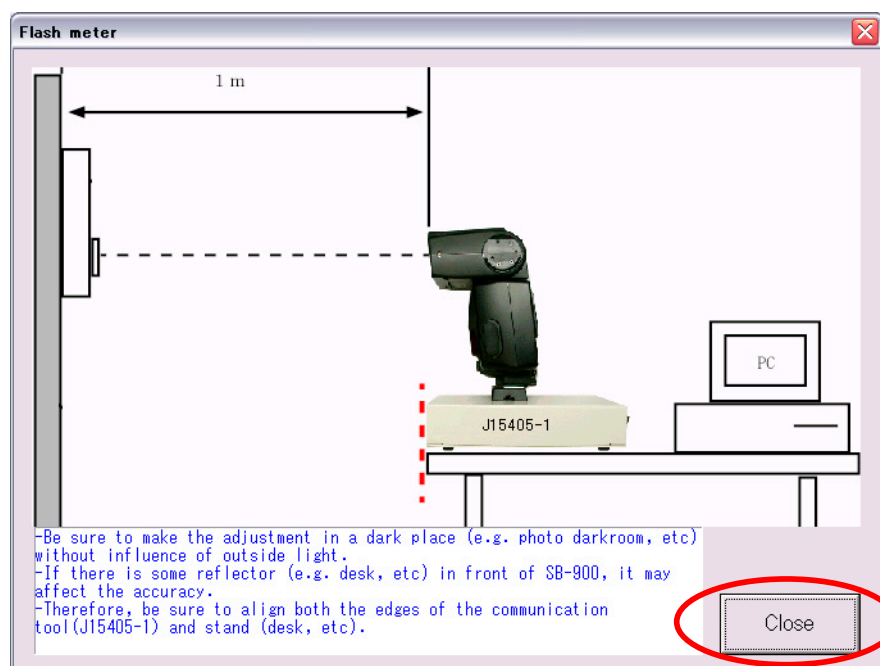 Flash meter
1 m
PC
J15405-1
-Be sure to make the adjustment in a dark place (e.g. photo darkroom, etc)
without influence of outside light.
-If there is some reflector (e.g. desk, etc) in front of SB-900, it may
affect the accuracy.
-Therefore, be sure to align both the edges of the communication
tool(J15405-1) and stand (desk, etc).
Close